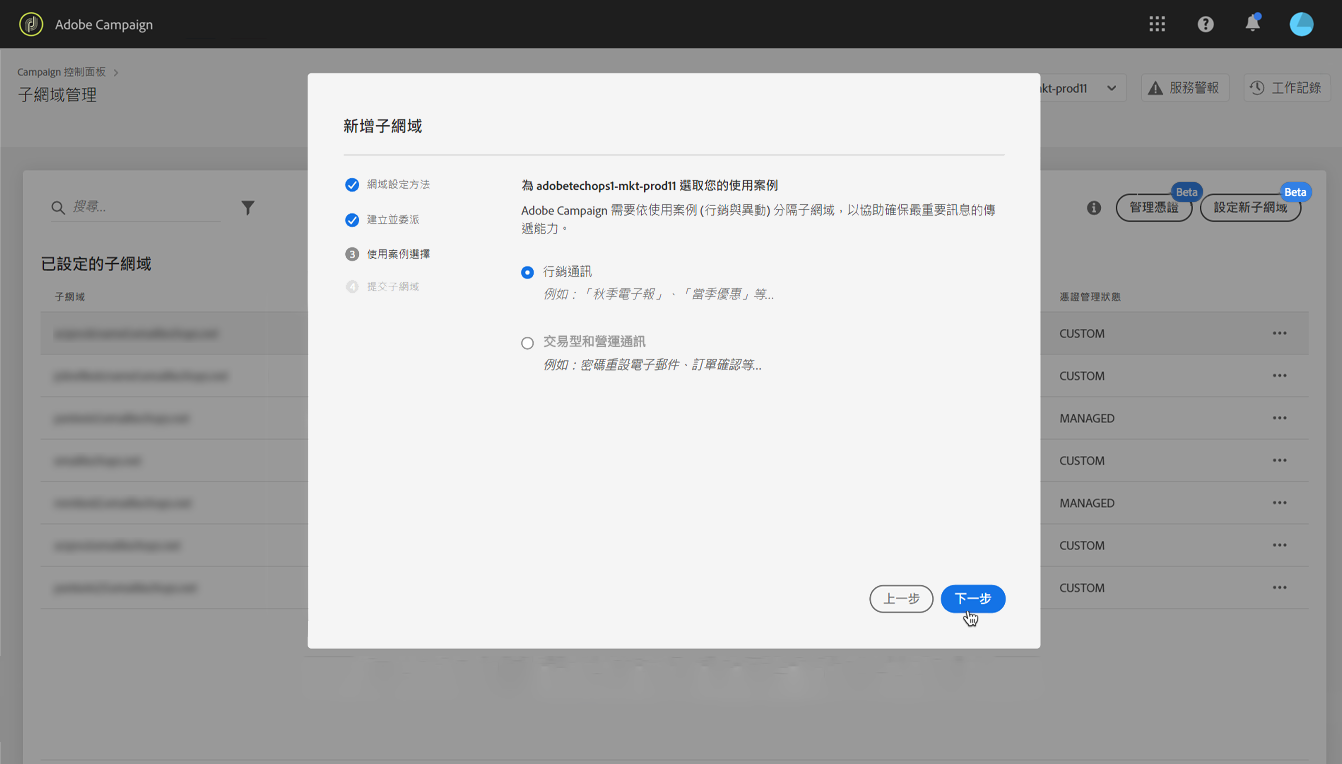 Adobe Campaign
Campaign 控制面板
子網域管理
mkt-prod11
服務警報
工作記錄
新增子網域
網域設定方法
建立並委派
3 使用案例選擇
4 提交子網域
為 adobetechops1-mkt-prod11 選取您的使用案例
Adobe Campaign 需要依使用案例 (行銷與異動) 分隔子網域，以協助確保最重要訊息的傳
遞能力。
行銷通訊
例如：「秋季電子報」、「當季優惠」等...
交易型和營運通訊
例如：密碼重設電子郵件、訂單確認等...
上一步
下一步
搜尋...
Beta
Beta
管理憑證
設定新子網域
已設定的子網域
子網域
憑證管理狀態
CUSTOM
CUSTOM
MANAGED
CUSTOM
MANAGED
CUSTOM
CUSTOM